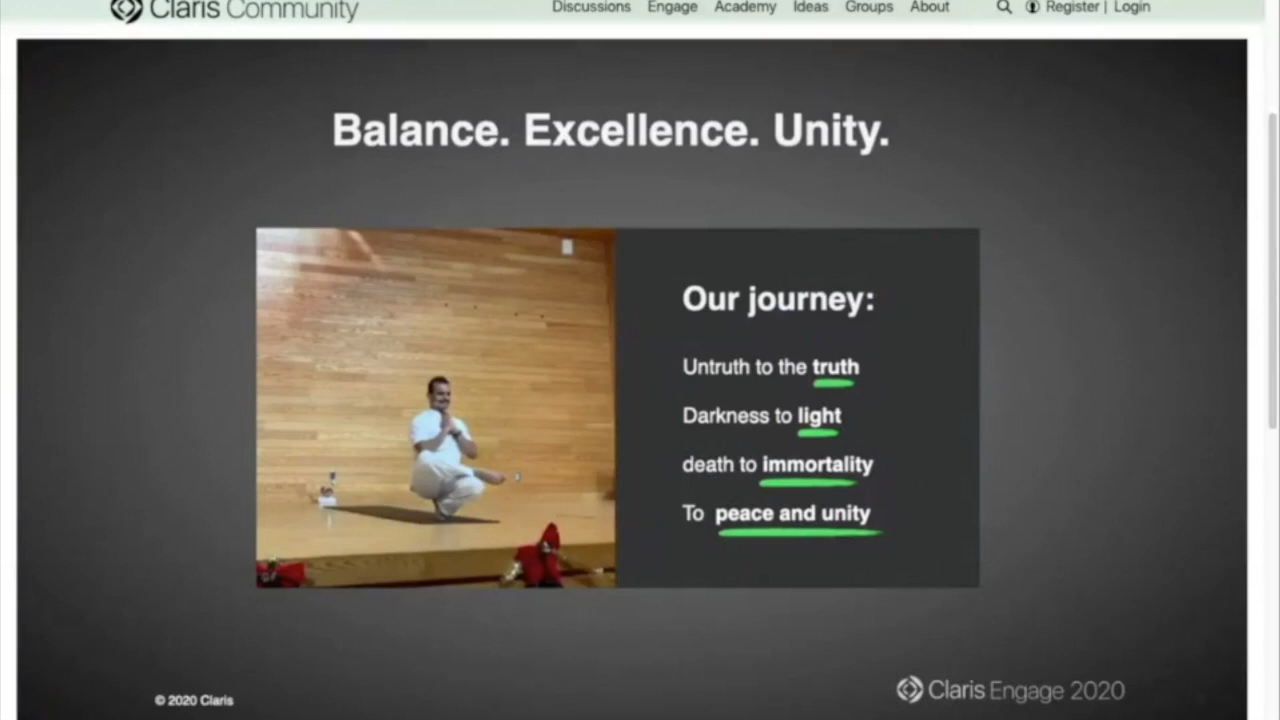 Claris Community
Discussions Engage Academy Ideas Groups About Register | Login
Balance. Excellence. Unity.
Our journey:
Untruth to the truth
Darkness to light
death to immortality
To peace and unity
© 2020 Claris
Claris Engage 2020